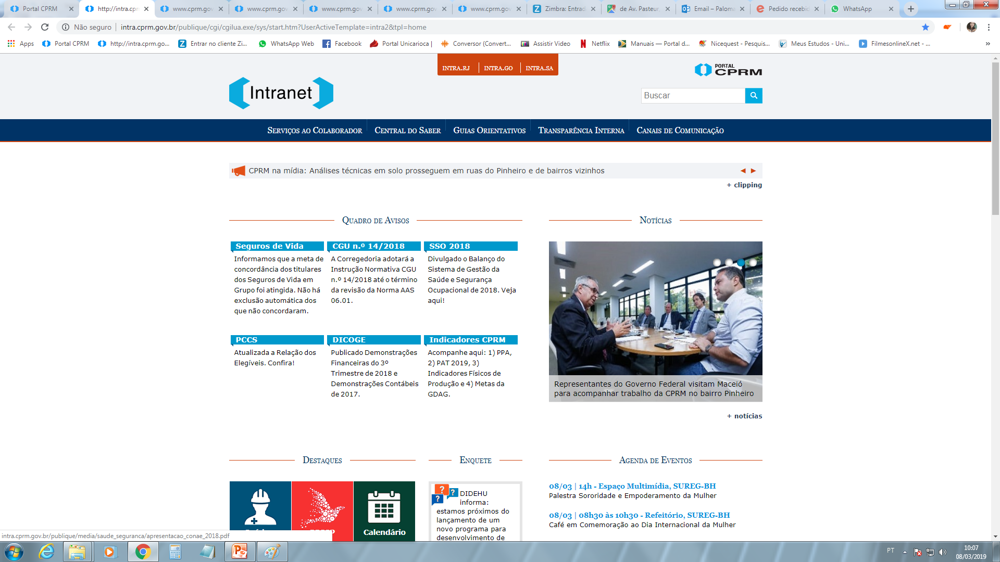 Portal CPRM
http://intra.cpr
www.cprm.gov
www.cprm.gov
www.cprm.gov
www.cprm.gov
www.cprm.gov
Zimbra: Entrad
de Av. Pasteur,
Email – Paloma
Pedido recebid
WhatsApp
Não seguro
intra.cprm.gov.br/publique/cgi/cgilua.exe/sys/start.htm?UserActiveTemplate=intra2&tpl=home
Apps
Portal CPRM
http://intra.cprm.go...
Entrar no cliente Zi...
WhatsApp Web
Facebook
Portal Unicarioca |
Conversor (Convert...
Assistir Video
Netflix
Manuais — Portal d...
Nicequest - Pesquis...
Meus Estudos - Uni...
FilmesonlineX.net - ...
»
INTRA.RJ
INTRA.GO
INTRA.SA
PORTAL
CPRM
Intranet
Buscar
Serviços ao Colaborador
Central do Saber
Guias Orientativos
Transparência Interna
Canais de Comunicação
CPRM na mídia: Análises técnicas em solo prosseguem em ruas do Pinheiro e de bairros vizinhos
+ clipping
Quadro de Avisos
Seguros de Vida
Informamos que a meta de
concordância dos titulares
dos Seguros de Vida em
Grupo foi atingida. Não há
exclusão automática dos
que não concordaram.
CGU n.º 14/2018
A Corregedoria adotará a
Instrução Normativa CGU
n.º 14/2018 até o término
da revisão da Norma AAS
06.01.
SSO 2018
Divulgado o Balanço do
Sistema de Gestão da
Saúde e Segurança
Ocupacional de 2018. Veja
aqui!
PCCS
Atualizada a Relação dos
Elegíveis. Confira!
DICOGE
Publicado Demonstrações
Financeiras do 3º
Trimestre de 2018 e
Demonstrações Contábeis
de 2017.
Indicadores CPRM
Acompanhe aqui: 1) PPA,
2) PAT 2019, 3)
Indicadores Físicos de
Produção e 4) Metas da
GDAG.
Notícias
Representantes do Governo Federal visitam Maceió
para acompanhar trabalho da CPRM no bairro Pinheiro
+ notícias
Destaques
Calendário
Enquete
DIDEHU
informa:
estamos próximos do
lançamento de um
novo programa para
desenvolvimento de
Agenda de Eventos
08/03 | 14h - Espaço Multimídia, SUREG-BH
Palestra Sororidade e Empoderamento da Mulher
08/03 | 08h30 às 10h30 - Refeitório, SUREG-BH
Café em Comemoração ao Dia Internacional da Mulher
intra.cprm.gov.br/publique/media/saude_seguranca/apresentacao_conae_2018.pdf
PT
10:07
08/03/2019